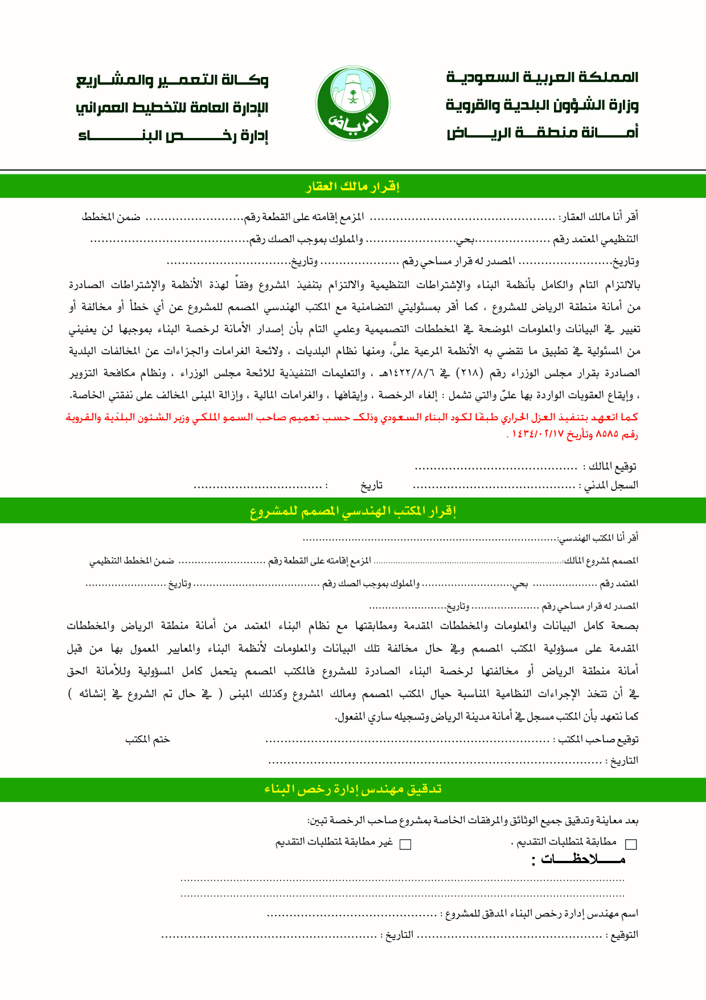 المملكة العربية السعودية
وزارة الشؤون البلدية والقروية
أمـــانة منطقـــة الريـــاض
الرياض
وكـالة التعمـير والمشـاريع
الإدارة العامة للتخطيط العمراني
إدارة رخـــص البنـــاء
إقرار مالك العقار
أقر أنا مالك العقار: ................................................ المزمع إقامته على القطعة رقم.......................... ضمن المخطط
التنظيمي المعتمد رقم ....................بحي........................ والمملوك بموجب الصك رقم..........................................
وتاريخ......................... المصدر له قرار مساحي رقم ..................... وتاريخ.................................
بالالتزام التام والكامل بأنظمة البناء والإشتراطات التنظيمية والالتزام بتنفيذ المشروع وفقاً لهذة الأنظمة والإشتراطات الصادرة
من أمانة منطقة الرياض للمشروع ، كما أقر بمسئوليتي التضامنية مع المكتب الهندسي المصمم للمشروع عن أي خطأ أو مخالفة أو
تغيير في البيانات والمعلومات الموضحة في المخططات التصميمية وعلمي التام بأن إصدار الأمانة لرخصة البناء بموجبها لن يعفيني
من المسئولية في تطبيق ما تقضي به الأنظمة المرعية علىَّ، ومنها نظام البلديات ، ولائحة الغرامات والجزاءات عن المخالفات البلدية
الصادرة بقرار مجلس الوزراء رقم (٢١٨) في ١٤٢٢/٨/٦هـ ، والتعليمات التنفيذية للائحة مجلس الوزراء ، ونظام مكافحة التزوير
، وإيقاع العقوبات الواردة بها علىّ والتي تشمل : إلغاء الرخصة ، وإيقافها ، والغرامات المالية ، وإزالة المبنى المخالف على نفقتي الخاصة.
كما اتعهد بتنفيذ العزل الحراري طبقًا لكود البناء السعودي وذلك حسب تعميم صاحب السمو الملكي وزير الشئون البلدية والقروية
رقم ٨٥٨٥ وتأريخ ١٤٣٤/٠٢/١٧ .
توقيع المالك : ...........................................
السجل المدني : ........................................... تاريخ : ..................................
إقرار المكتب الهندسي المصمم للمشروع
أقر أنا المكتب الهندسي:..............................................................................
المصمم لمشروع المالك:............................................................................... المزمع إقامته على القطعة رقم ........................... ضمن المخطط التنظيمي
المعتمد رقم .................... بحي............................ والمملوك بموجب الصك رقم ....................................... وتاريخ .........................
المصدر له قرار مساحي رقم ..................... وتاريخ........................
بصحة كامل البيانات والمعلومات والمخططات المقدمة ومطابقتها مع نظام البناء المعتمد من أمانة منطقة الرياض والمخططات
المقدمة على مسؤولية المكتب المصمم وفي حال مخالفة تلك البيانات والمعلومات لأنظمة البناء والمعايير المعمول بها من قبل
أمانة منطقة الرياض أو مخالفتها لرخصة البناء الصادرة للمشروع فالمكتب المصمم يتحمل كامل المسؤولية وللأمانة الحق
في أن تتخذ الإجراءات النظامية المناسبة حيال المكتب المصمم ومالك المشروع وكذلك المبنى ( في حال تم الشروع في إنشائه )
كما نتعهد بأن المكتب مسجل في أمانة مدينة الرياض وتسجيله ساري المفعول.
توقيع صاحب المكتب : ........................................................................... ختم المكتب
التاريخ : ........................................................................................
تدقيق مهندس إدارة رخص البناء
بعد معاينة وتدقيق جميع الوثائق والمرفقات الخاصة بمشروع صاحب الرخصة تبين:
مطابقة لمتطلبات التقديم . غير مطابقة لمتطلبات التقديم
مـــلاحظـــات :
................................................................................................................
................................................................................................................
اسم مهندس إدارة رخص البناء المدقق للمشروع : .............................................
التوقيع : ................................................. التاريخ : .........................................................